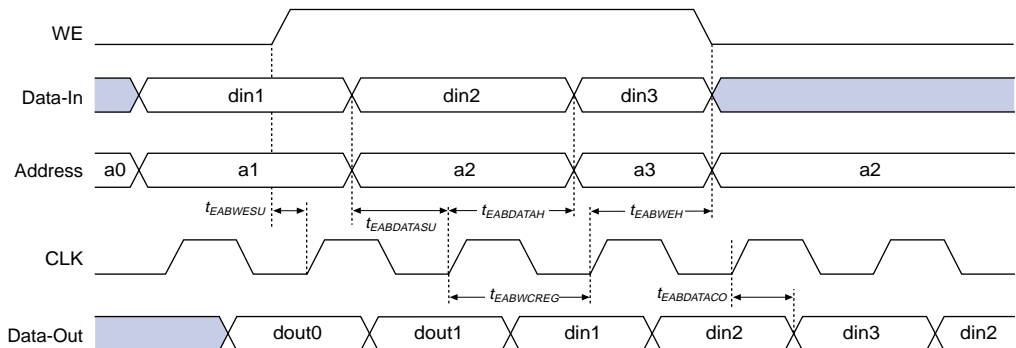 WE
Data-In din1 din2 din3
Address a0 a1 a2 a3 a2
tEABWESU tEABDATASU tEABDATAH tEABWEH
CLK
tEABWCREG tEABDATACO
Data-Out dout0 dout1 din1 din2 din3 din2